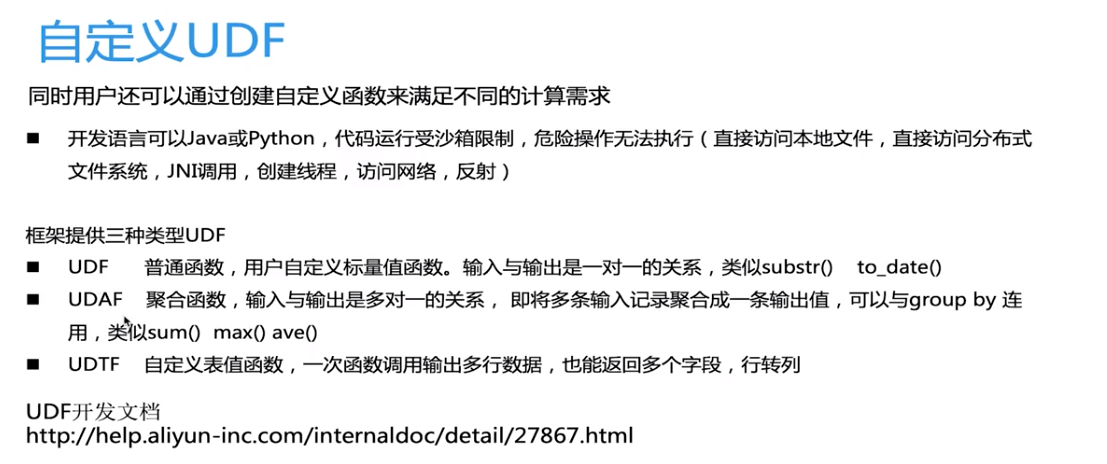 自定义UDF
同时用户还可以通过创建自定义函数来满足不同的计算需求
■ 开发语言可以Java或Python，代码运行受沙箱限制，危险操作无法执行（直接访问本地文件，直接访问分布式
文件系统，JNI调用，创建线程，访问网络，反射）
框架提供三种类型UDF
■ UDF 普通函数，用户自定义标量值函数。输入与输出是一对一的关系，类似substr() to_date()
■ UDAF 聚合函数，输入与输出是多对一的关系， 即将多条输入记录聚合成一条输出值，可以与group by 连
用，类似sum() max() ave()
■ UDTF 自定义表值函数，一次函数调用输出多行数据，也能返回多个字段，行转列
UDF开发文档
http://help.aliyun-inc.com/internaldoc/detail/27867.html